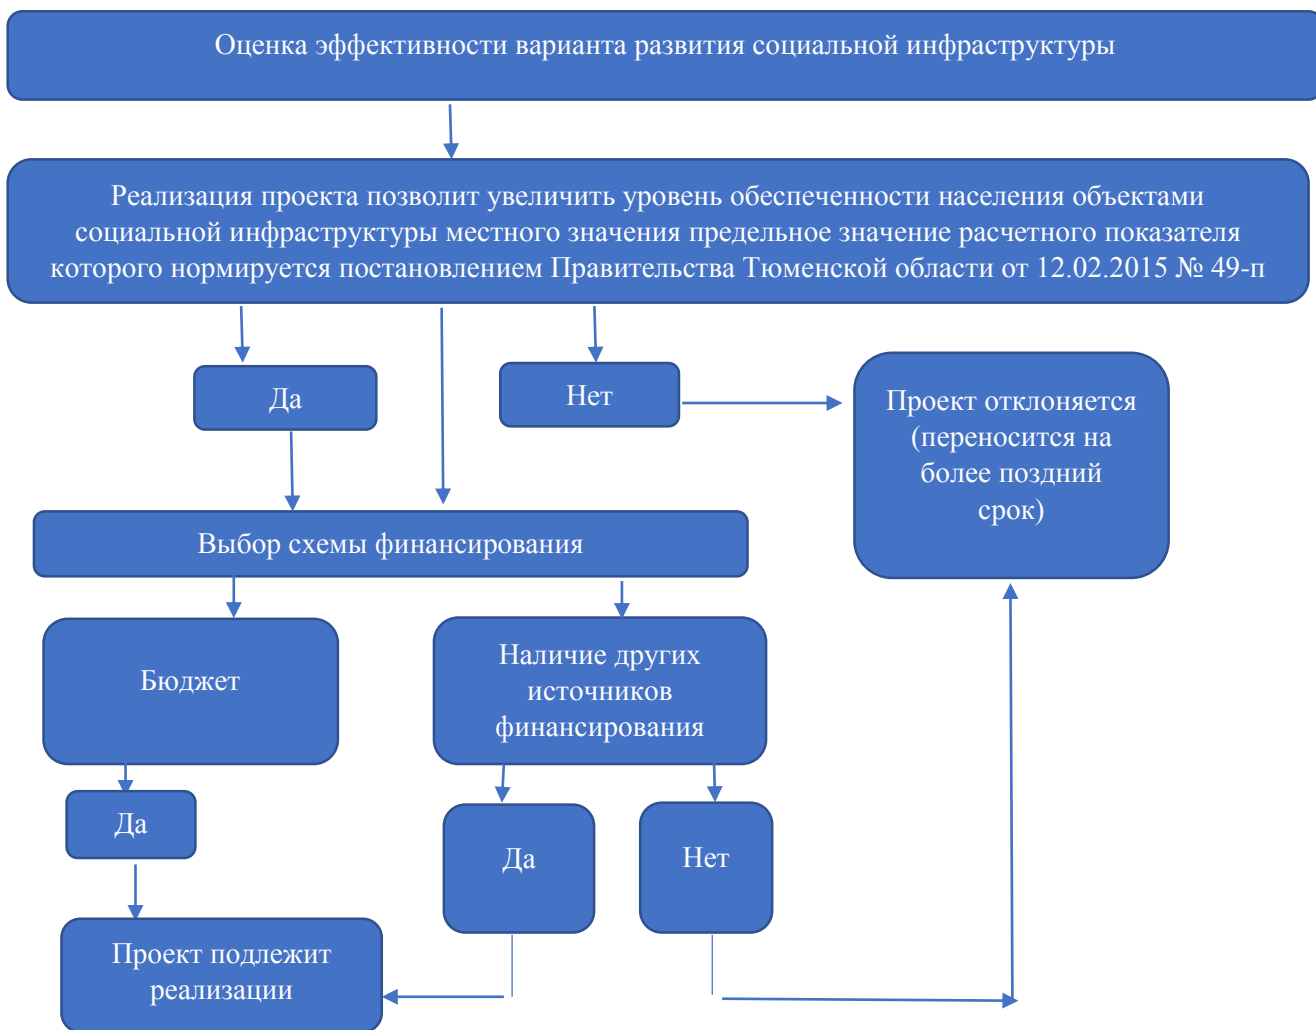 Оценка эффективности варианта развития социальной инфраструктуры
Реализация проекта позволит увеличить уровень обеспеченности населения объектами
социальной инфраструктуры местного значения предельное значение расчетного показателя
которого нормируется постановлением Правительства Тюменской области от 12.02.2015 № 49-п
Да
Нет
Проект отклоняется
(переносится на
более поздний
срок)
Выбор схемы финансирования
Бюджет
Наличие других
источников
финансирования
Да
Да
Нет
Проект подлежит
реализации